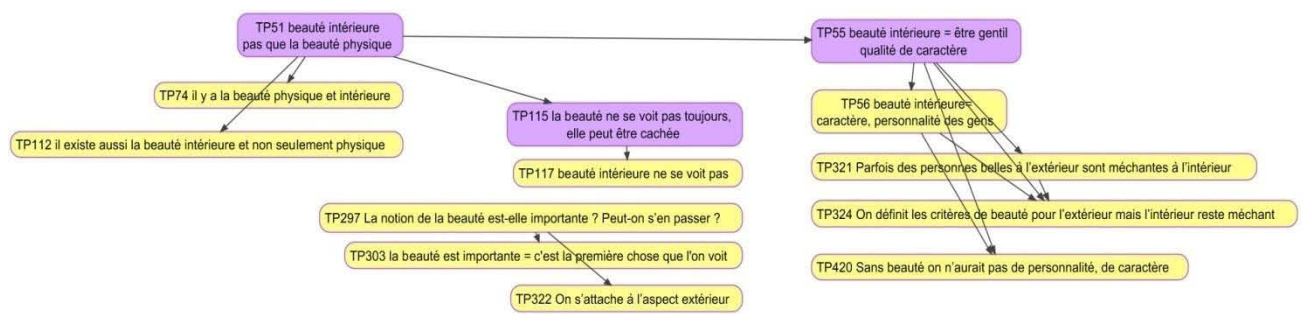 TP51 beauté intérieure
pas que la beauté physique
TP55 beauté intérieure = être gentil
qualité de caractère
TP74 il y a la beauté physique et intérieure
TP56 beauté intérieure=
caractère, personnalité des gens
TP115 la beauté ne se voit pas toujours,
elle peut être cachée
TP112 il existe aussi la beauté intérieure et non seulement physique
TP117 beauté intérieure ne se voit pas
TP321 Parfois des personnes belles à l'extérieur sont méchantes à l'intérieur
TP297 La notion de la beauté est-elle importante ? Peut-on s'en passer ?
TP324 On définit les critères de beauté pour l'extérieur mais l'intérieur reste méchant
TP303 la beauté est importante = c'est la première chose que l'on voit
TP420 Sans beauté on n'aurait pas de personnalité, de caractère
TP322 On s'attache à l'aspect extérieur